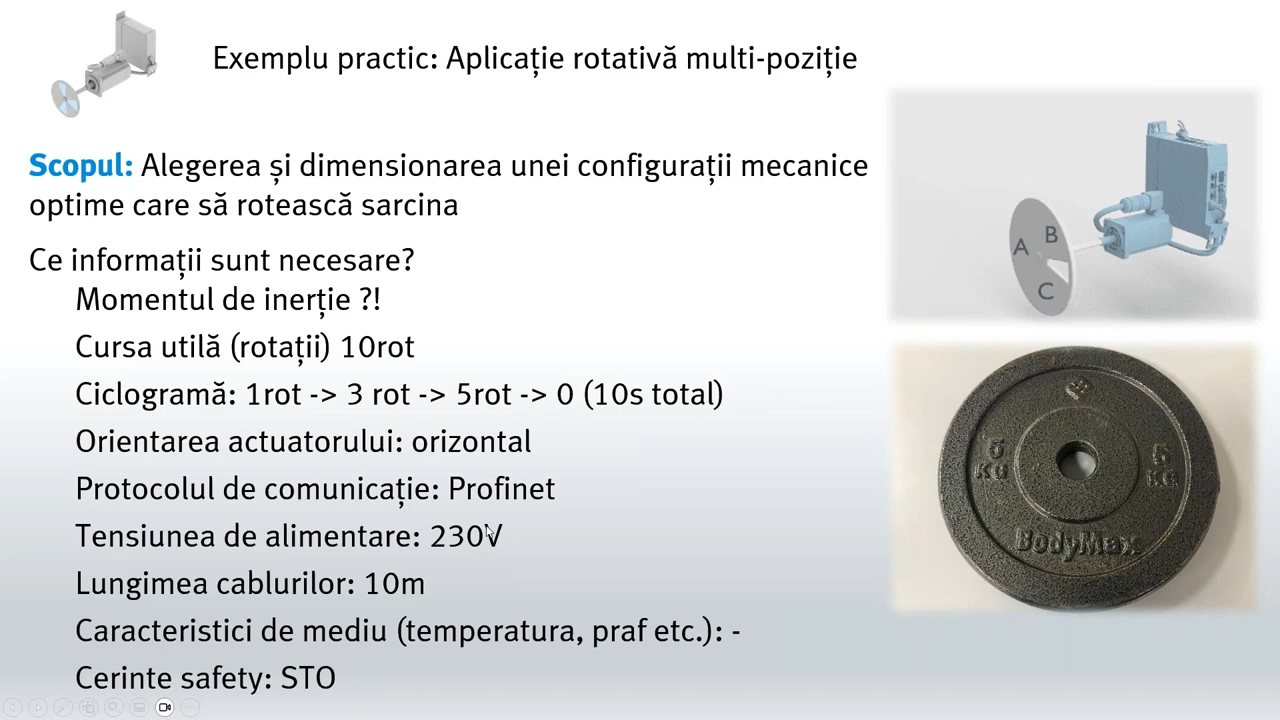 Exemplu practic: Aplicație rotativă multi-poziție
Scopul: Alegerea și dimensionarea unei configurații mecanice
optime care să rotească sarcina
Ce informații sunt necesare?
Momentul de inerție ?!
Cursa utilă (rotații) 10rot
Ciclogramă: 1rot -> 3 rot -> 5rot -> 0 (10s total)
Orientarea actuatorului: orizontal
Protocolul de comunicație: Profinet
Tensiunea de alimentare: 230V
Lungimea cablurilor: 10m
Caracteristici de mediu (temperatura, praf etc.): -
Cerinte safety: STO
A
B
C
5
KG
5
KG
BodyMax